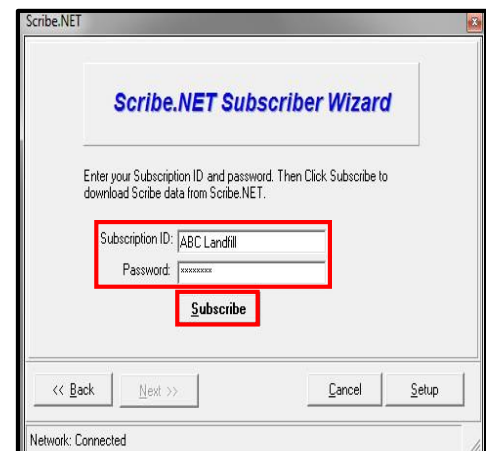 Scribe.NET
Scribe.NET Subscriber Wizard
Enter your Subscription ID and password. Then Click Subscribe to
download Scribe data from Scribe.NET.
Subscription ID: ABC Landfill
Password: xxxxxxxx
Subscribe
<< Back Next >> Cancel Setup
Network: Connected